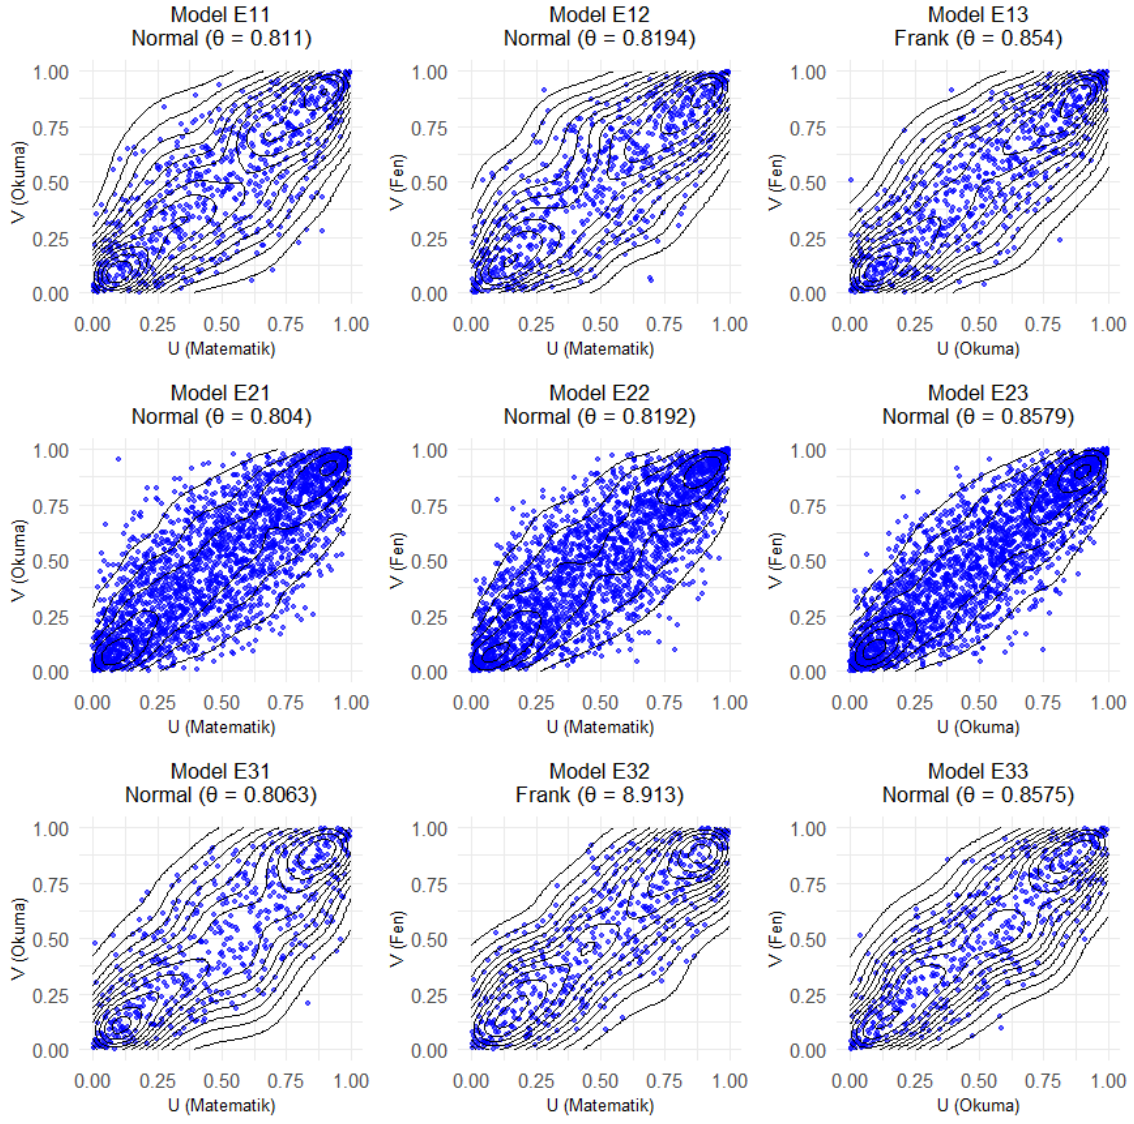 Model E11
Normal (θ = 0.811)
1.00
0.75
0.50
0.25
0.00
V (Okuma)
0.00 0.25 0.50 0.75 1.00
U (Matematik)
Model E12
Normal (θ = 0.8194)
1.00
0.75
0.50
0.25
0.00
V (Fen)
0.00 0.25 0.50 0.75 1.00
U (Matematik)
Model E13
Frank (θ = 0.854)
1.00
0.75
0.50
0.25
0.00
V (Fen)
0.00 0.25 0.50 0.75 1.00
U (Okuma)
Model E21
Normal (θ = 0.804)
1.00
0.75
0.50
0.25
0.00
V (Okuma)
0.00 0.25 0.50 0.75 1.00
U (Matematik)
Model E22
Normal (θ = 0.8192)
1.00
0.75
0.50
0.25
0.00
V (Fen)
0.00 0.25 0.50 0.75 1.00
U (Matematik)
Model E23
Normal (θ = 0.8579)
1.00
0.75
0.50
0.25
0.00
V (Fen)
0.00 0.25 0.50 0.75 1.00
U (Okuma)
Model E31
Normal (θ = 0.8063)
1.00
0.75
0.50
0.25
0.00
V (Okuma)
0.00 0.25 0.50 0.75 1.00
U (Matematik)
Model E32
Frank (θ = 8.913)
1.00
0.75
0.50
0.25
0.00
V (Fen)
0.00 0.25 0.50 0.75 1.00
U (Matematik)
Model E33
Normal (θ = 0.8575)
1.00
0.75
0.50
0.25
0.00
V (Fen)
0.00 0.25 0.50 0.75 1.00
U (Okuma)